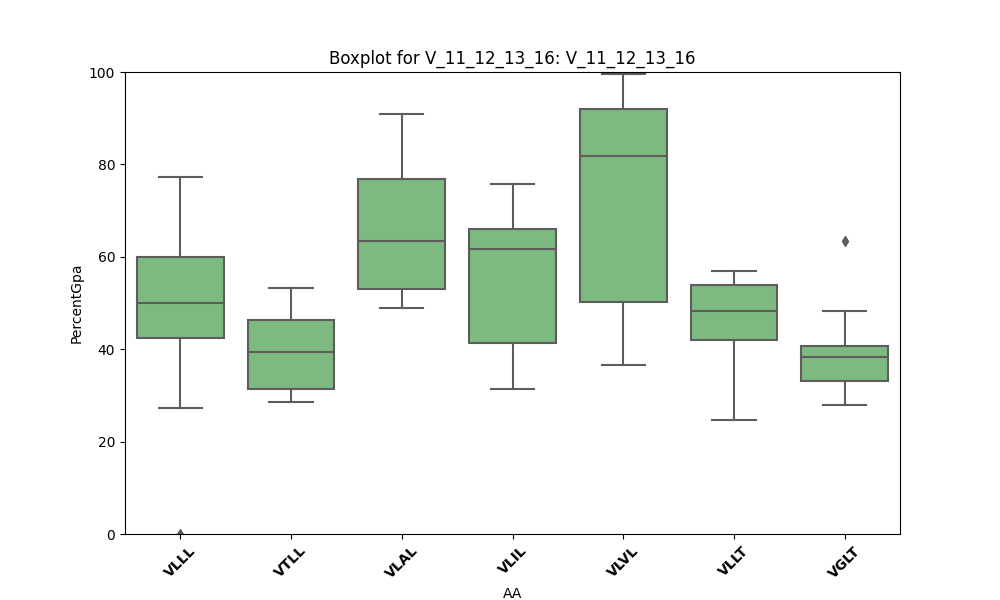 Boxplot for V_11_12_13_16: V_11_12_13_16
100
80
60
40
20
0
PercentGpa
VLLL
VTLL
VLAL
VLIL
VLVL
VLLT
VGLT
AA